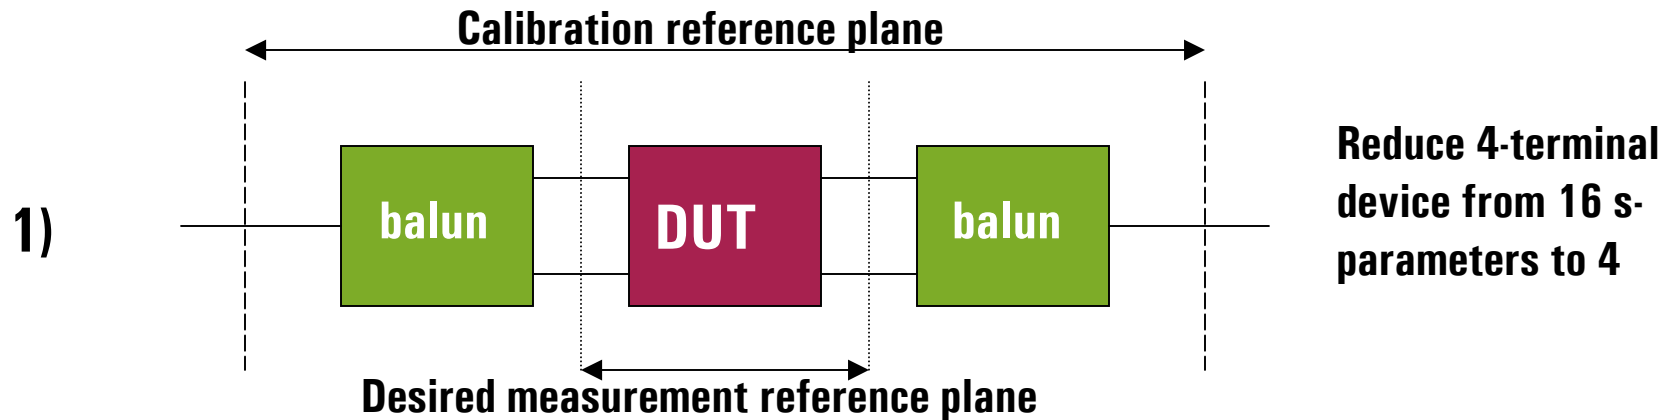 Calibration reference plane
1)
balun
DUT
balun
Reduce 4-terminal
device from 16 s-
parameters to 4
Desired measurement reference plane